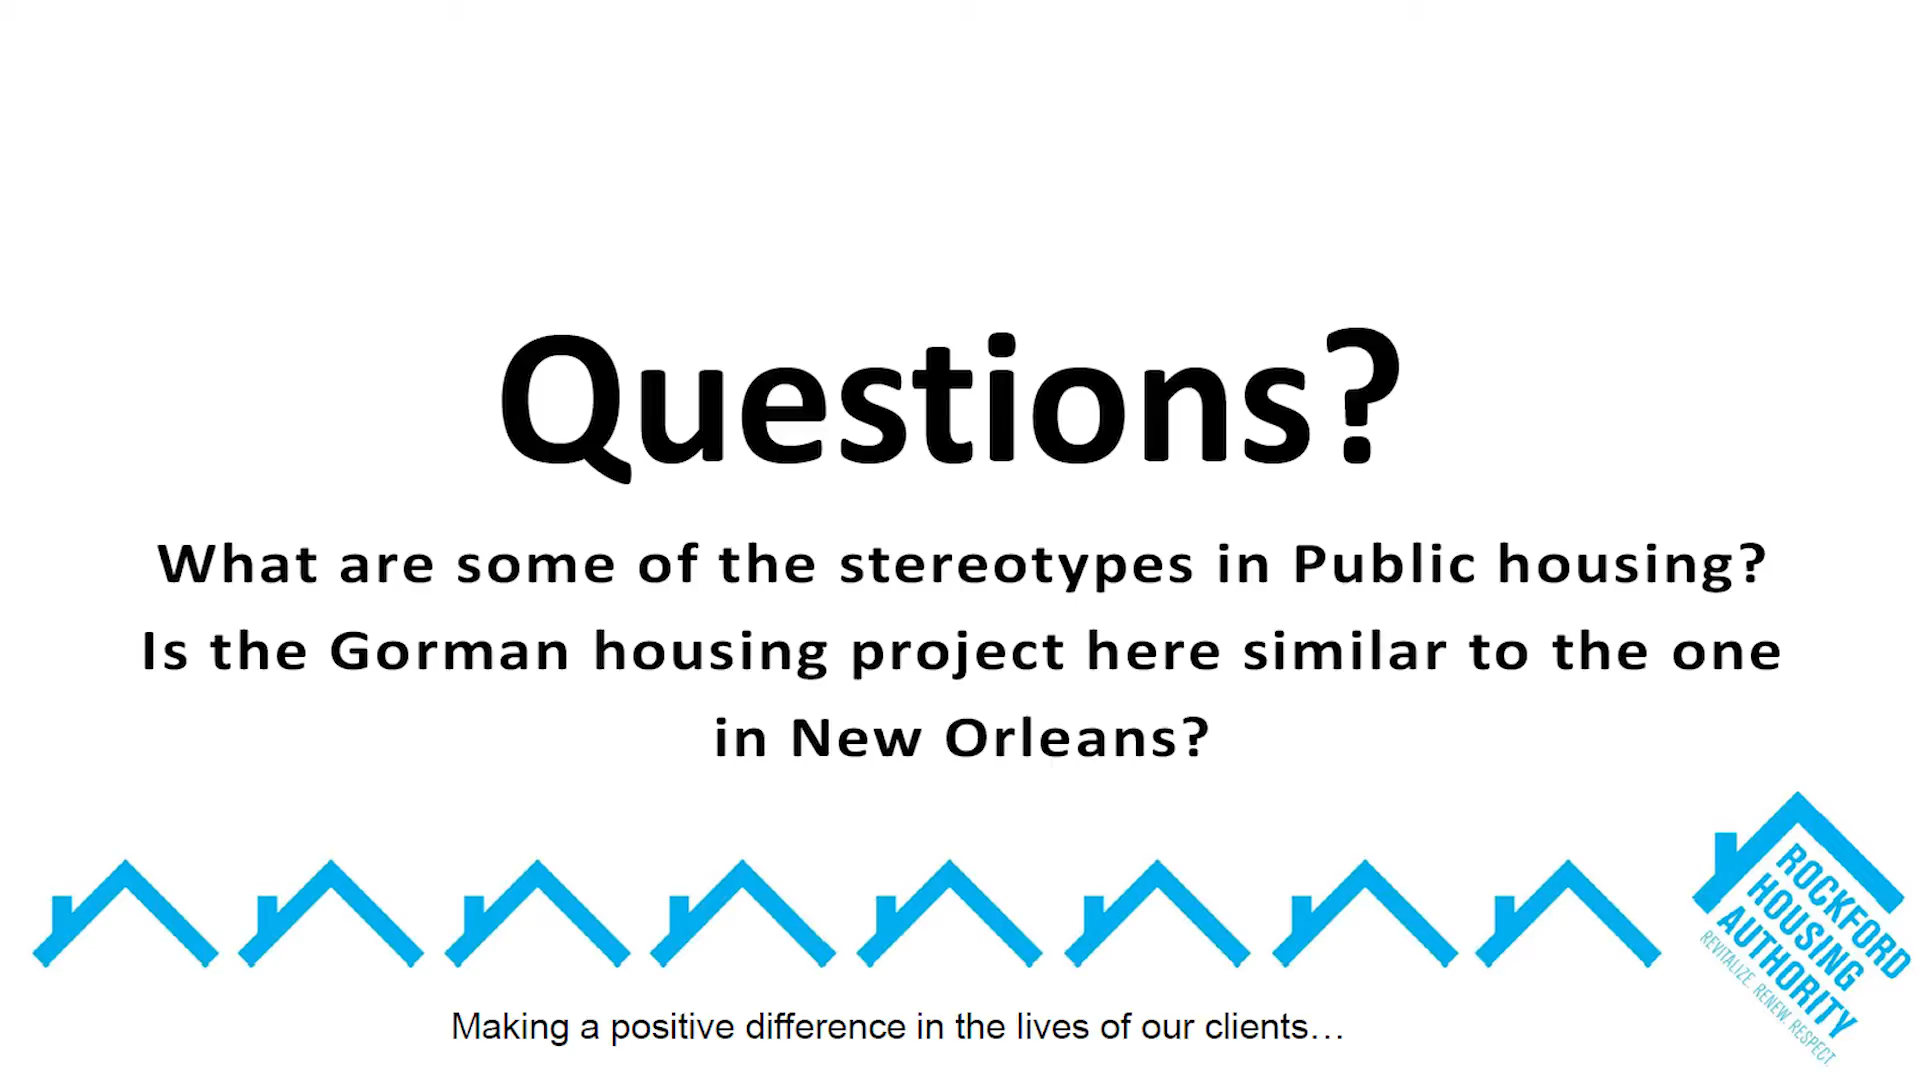 Questions?
What are some of the stereotypes in Public housing?
Is the Gorman housing project here similar to the one
in New Orleans?
ROCKFORD
HOUSING
AUTHORITY
REVITALIZE. RENEW. RESPECT.
Making a positive difference in the lives of our clients…